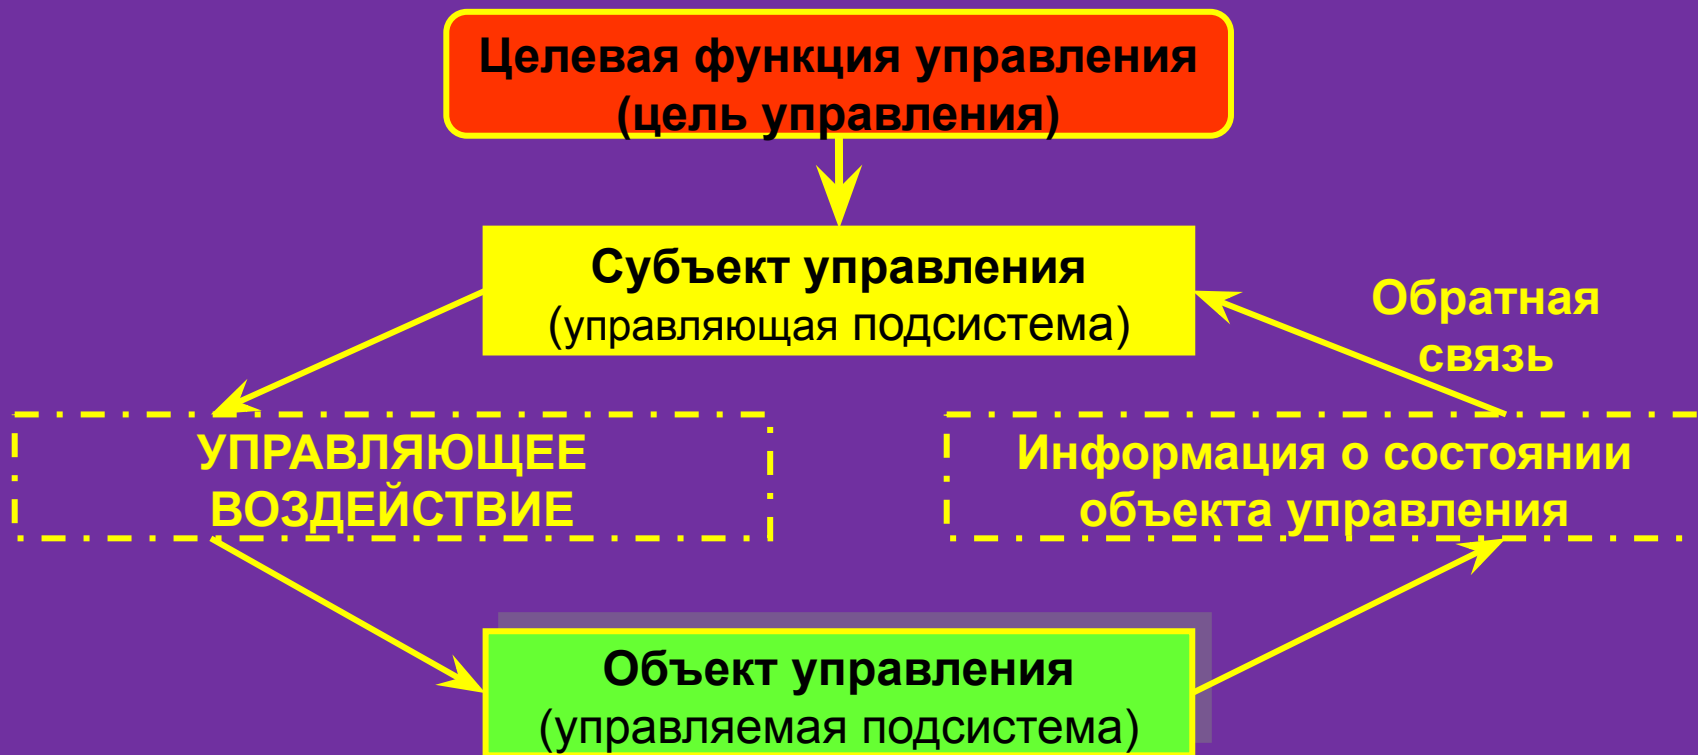 Целевая функция управления
(цель управления)
Субъект управления
(управляющая подсистема)
Обратная
связь
УПРАВЛЯЮЩЕЕ
ВОЗДЕЙСТВИЕ
Информация о состоянии
объекта управления
Объект управления
(управляемая подсистема)